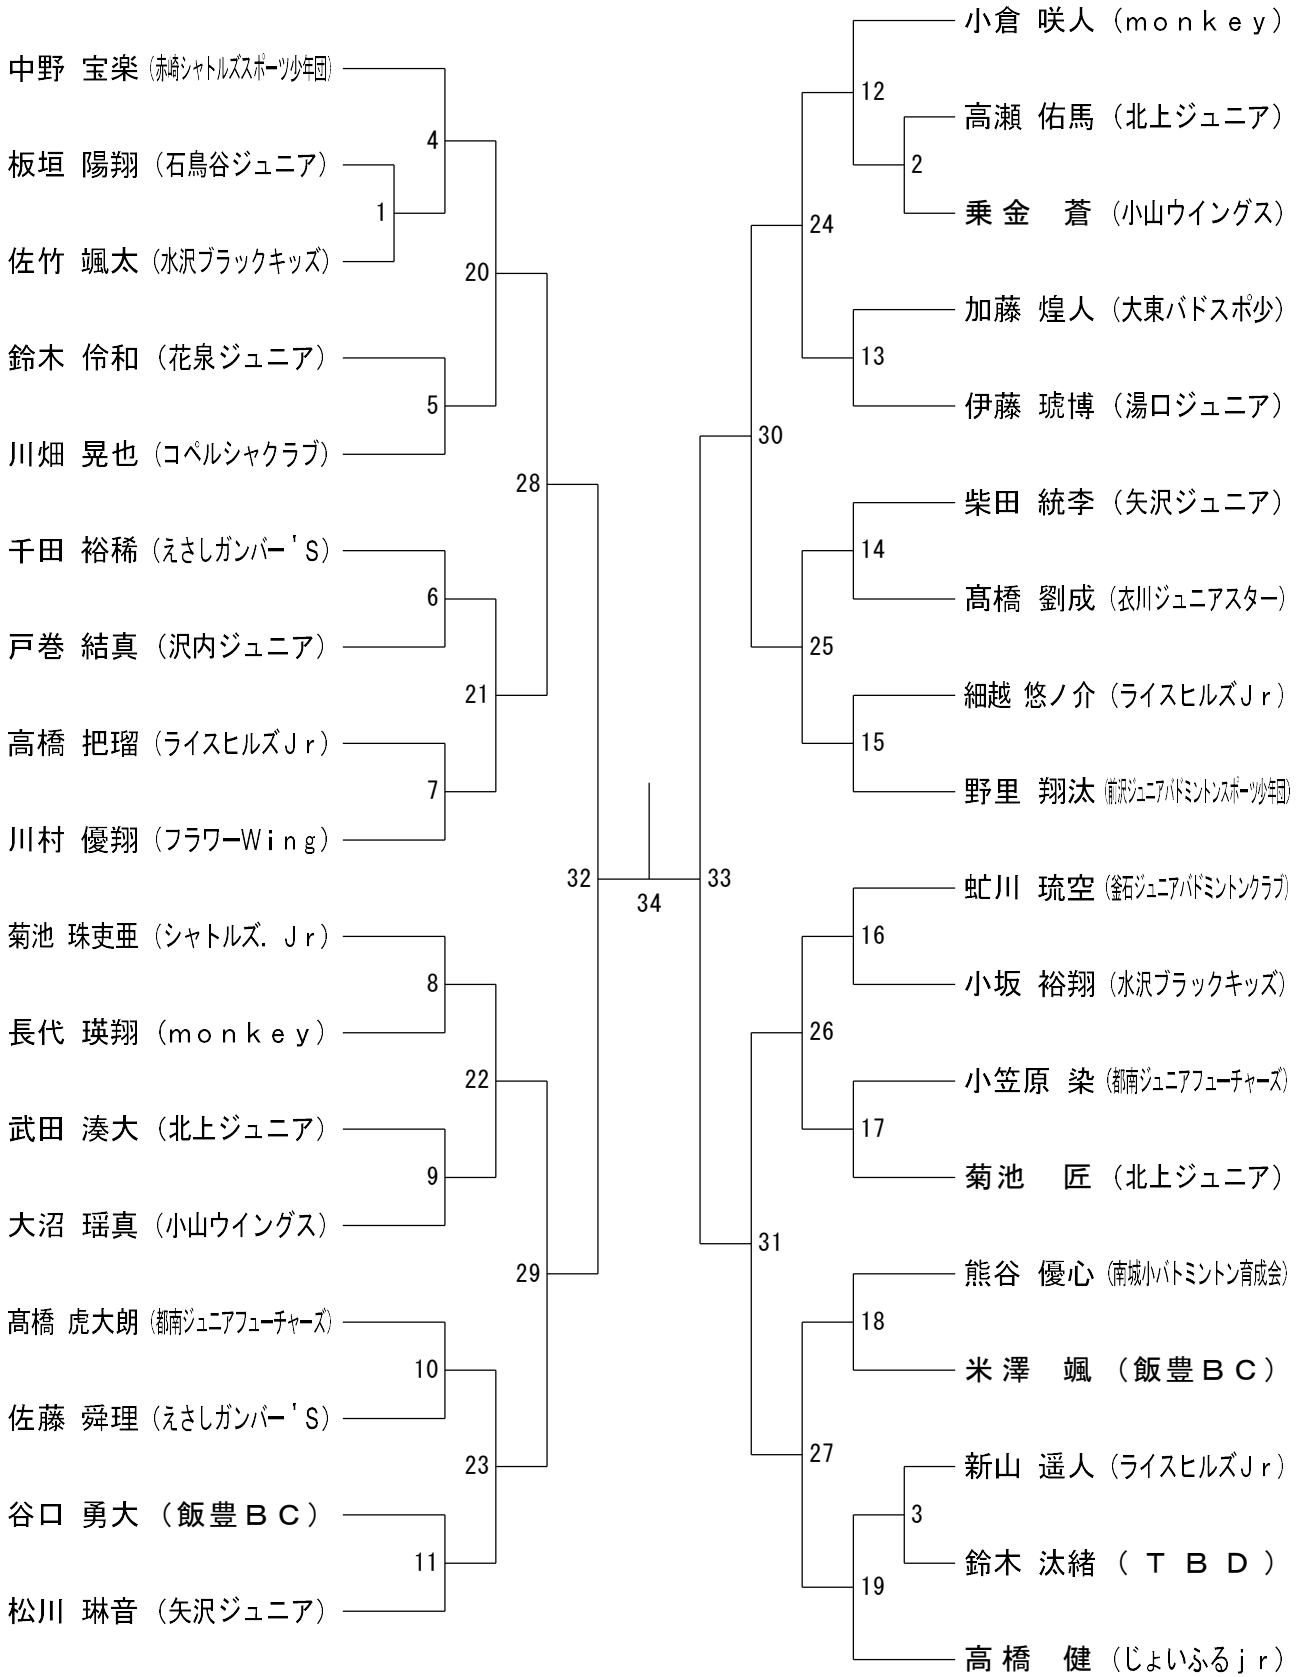 中野 宝楽 (赤崎シャトルズスポーツ少年団)
板垣 陽翔 (石鳥谷ジュニア)
佐竹 颯太 (水沢ブラックキッズ)
鈴木 伶和 (花泉ジュニア)
川畑 晃也 (コペルシャクラブ)
千田 裕稀 (えさしガンバー'S)
戸巻 結真 (沢内ジュニア)
高橋 把瑠 (ライスヒルズJr)
川村 優翔 (フラワーWing)
菊池 珠吏亜 (シャトルズ. Jr)
長代 瑛翔 (monkey)
武田 湊大 (北上ジュニア)
大沼 瑶真 (小山ウイングス)
髙橋 虎大朗 (都南ジュニアフューチャーズ)
佐藤 舜理 (えさしガンバー'S)
谷口 勇大 (飯豊BC)
松川 琳音 (矢沢ジュニア)
1
4
5
6
7
8
9
10
11
20
21
22
23
28
29
32
34
33
30
31
24
25
26
27
12
2
13
14
15
16
17
18
3
19
小倉 咲人 (monkey)
高瀬 佑馬 (北上ジュニア)
乗金 蒼 (小山ウイングス)
加藤 煌人 (大東バドスポ少)
伊藤 琥博 (湯口ジュニア)
柴田 統李 (矢沢ジュニア)
髙橋 劉成 (衣川ジュニアスター)
細越 悠ノ介 (ライスヒルズJr)
野里 翔汰 (前沢ジュニアバドミントンスポーツ少年団)
虻川 琉空 (釜石ジュニアバドミントンクラブ)
小坂 裕翔 (水沢ブラックキッズ)
小笠原 染 (都南ジュニアフューチャーズ)
菊池 匠 (北上ジュニア)
熊谷 優心 (南城小バトミントン育成会)
米澤 颯 (飯豊BC)
新山 遥人 (ライスヒルズJr)
鈴木 汰緒 (TBD)
高橋 健 (じょいふるjr)